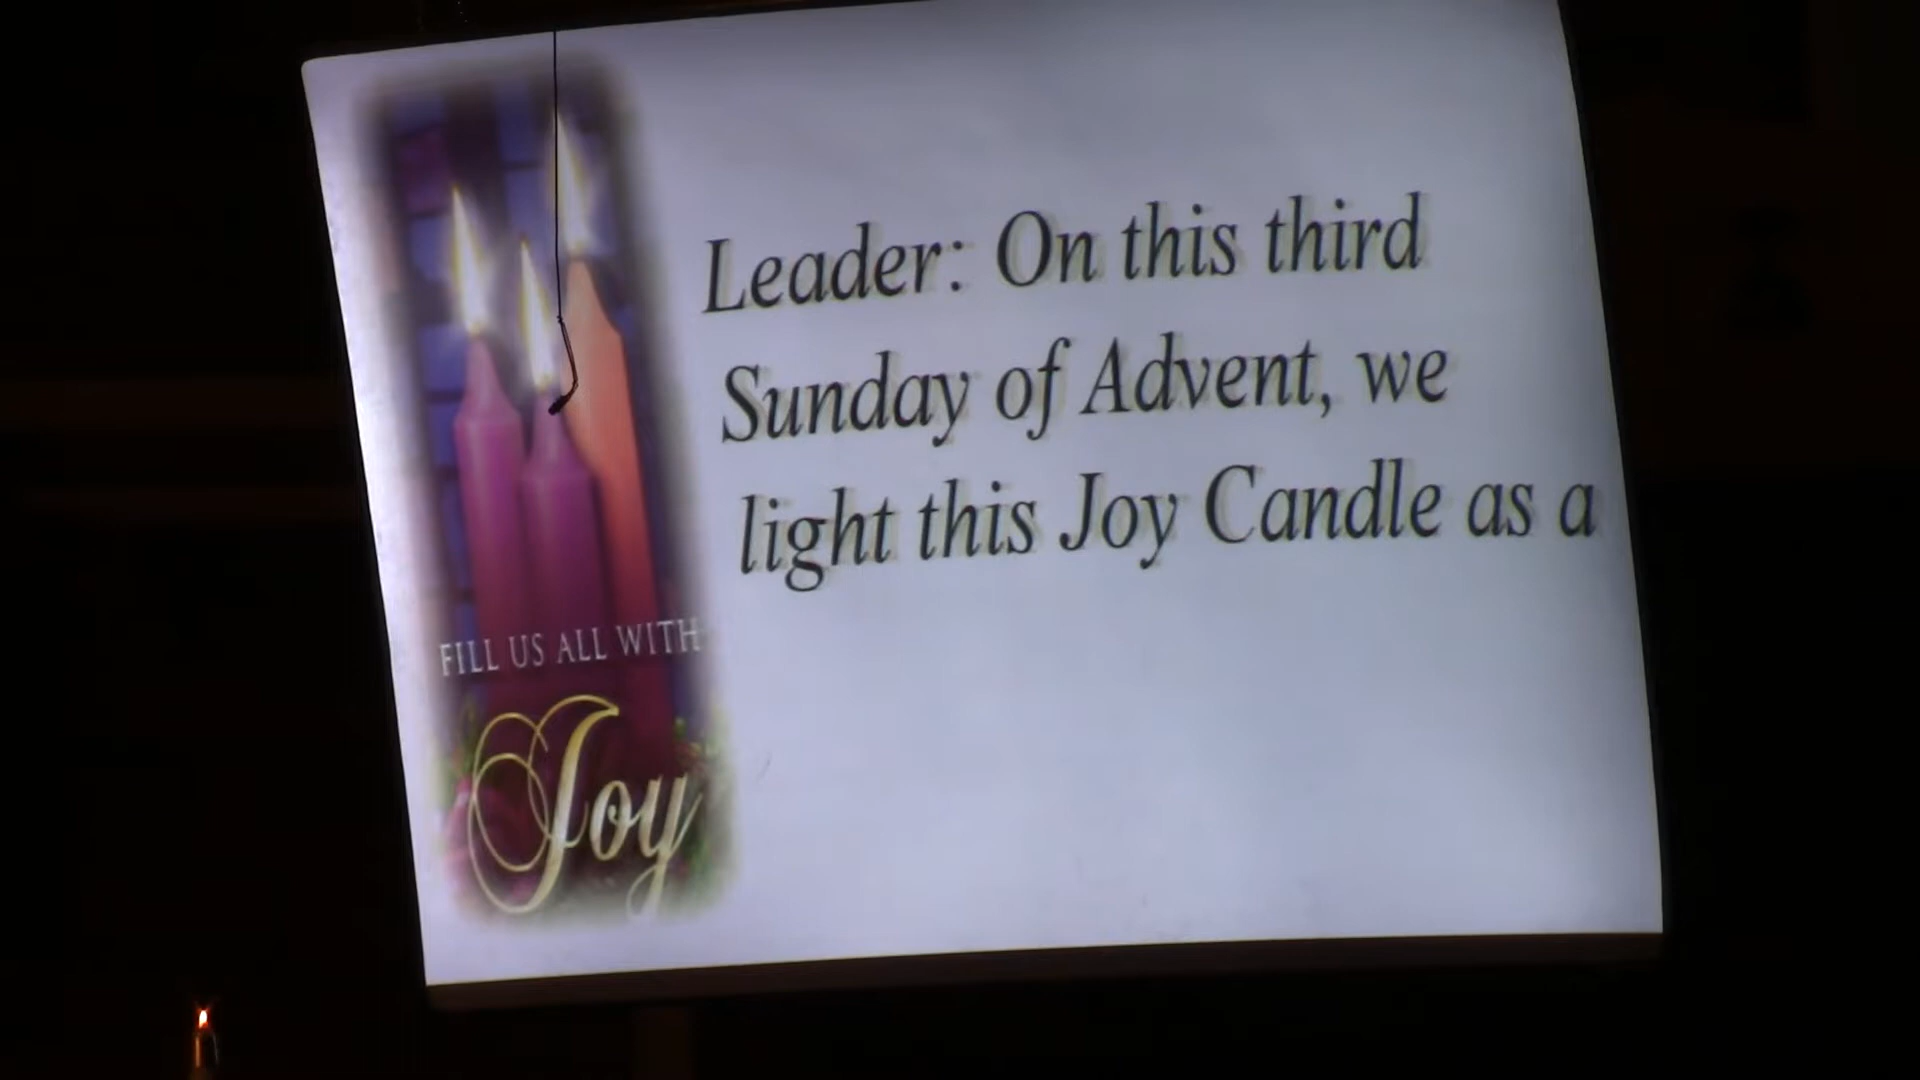 Leader: On this third
Sunday of Advent, we
light this Joy Candle as a
FILL US ALL WITH
Joy